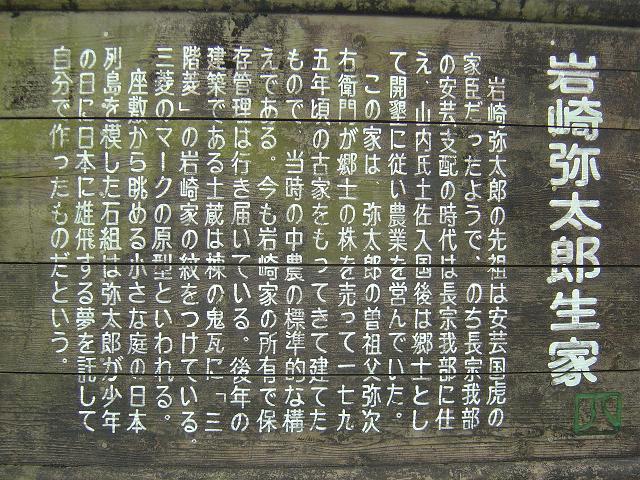 岩崎弥太郎生家
岩崎弥太郎の先祖は安芸国虎の
家臣だったようで、のち長宗我部
の安芸支配の時代は長宗我部に仕
え、山内氏土佐入国後は郷士とし
て開墾に従い農業を営んでいた。
この家は、弥太郎の曽祖父弥次
右衛門が郷士の株を売って一七九
五年頃の古家をもってきて建てた
もので、当時の中農の標準的な構
えである。今も岩崎家の所有で保
存管理は行き届いている。後年の
建築である土蔵は棟の鬼瓦に「三
階菱」の岩崎家の紋をつけている。
三菱のマークの原型といわれる。
座敷から眺める小さな庭の日本
列島を模した石組は弥太郎が少年
の日に日本に雄飛する夢を託して
自分で作ったものだという。